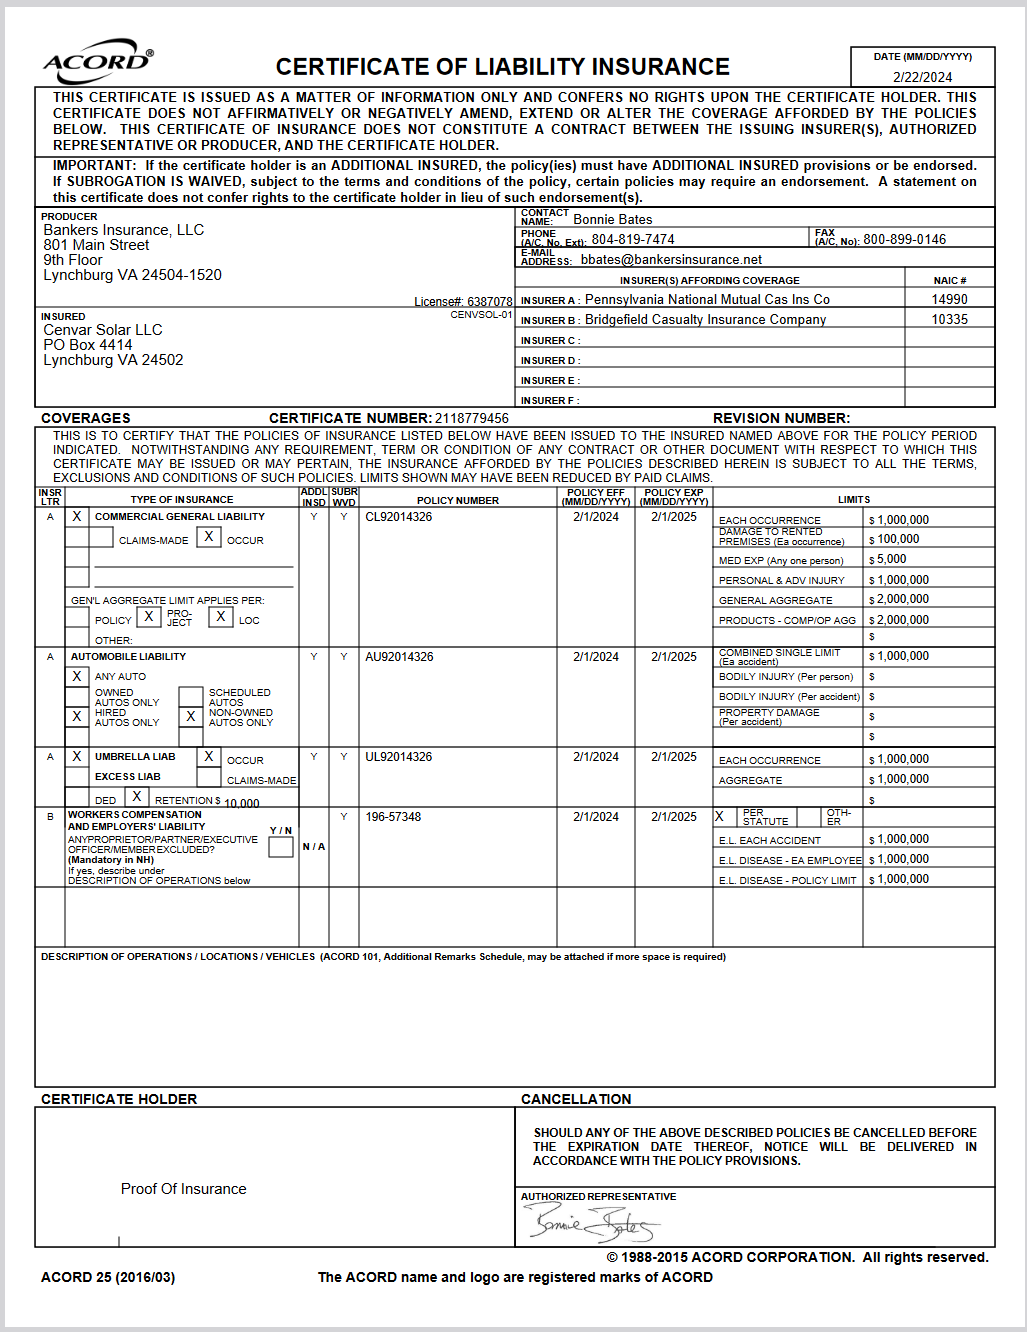 ACORD®
CERTIFICATE OF LIABILITY INSURANCE
DATE (MM/DD/YYYY)
2/22/2024
THIS CERTIFICATE IS ISSUED AS A MATTER OF INFORMATION ONLY AND CONFERS NO RIGHTS UPON THE CERTIFICATE HOLDER. THIS
CERTIFICATE DOES NOT AFFIRMATIVELY OR NEGATIVELY AMEND, EXTEND OR ALTER THE COVERAGE AFFORDED BY THE POLICIES
BELOW. THIS CERTIFICATE OF INSURANCE DOES NOT CONSTITUTE A CONTRACT BETWEEN THE ISSUING INSURER(S), AUTHORIZED
REPRESENTATIVE OR PRODUCER, AND THE CERTIFICATE HOLDER.
IMPORTANT: If the certificate holder is an ADDITIONAL INSURED, the policy(ies) must have ADDITIONAL INSURED provisions or be endorsed.
If SUBROGATION IS WAIVED, subject to the terms and conditions of the policy, certain policies may require an endorsement. A statement on
this certificate does not confer rights to the certificate holder in lieu of such endorsement(s).
PRODUCER
Bankers Insurance, LLC
801 Main Street
9th Floor
Lynchburg VA 24504-1520
License#: 6387078
CONTACT NAME: Bonnie Bates
PHONE (A/C, No, Ext): 804-819-7474
FAX (A/C, No): 800-899-0146
E-MAIL ADDRESS: bbates@bankersinsurance.net
INSURER(S) AFFORDING COVERAGE NAIC #
INSURER A : Pennsylvania National Mutual Cas Ins Co 14990
INSURED CENVSOL-01
Cenvar Solar LLC
PO Box 4414
Lynchburg VA 24502
INSURER B : Bridgefield Casualty Insurance Company 10335
INSURER C :
INSURER D :
INSURER E :
INSURER F :
COVERAGES CERTIFICATE NUMBER: 2118779456 REVISION NUMBER:
THIS IS TO CERTIFY THAT THE POLICIES OF INSURANCE LISTED BELOW HAVE BEEN ISSUED TO THE INSURED NAMED ABOVE FOR THE POLICY PERIOD
INDICATED. NOTWITHSTANDING ANY REQUIREMENT, TERM OR CONDITION OF ANY CONTRACT OR OTHER DOCUMENT WITH RESPECT TO WHICH THIS
CERTIFICATE MAY BE ISSUED OR MAY PERTAIN, THE INSURANCE AFFORDED BY THE POLICIES DESCRIBED HEREIN IS SUBJECT TO ALL THE TERMS,
EXCLUSIONS AND CONDITIONS OF SUCH POLICIES. LIMITS SHOWN MAY HAVE BEEN REDUCED BY PAID CLAIMS.
INSR LTR TYPE OF INSURANCE ADDL INSD SUBR WVD POLICY NUMBER POLICY EFF (MM/DD/YYYY) POLICY EXP (MM/DD/YYYY) LIMITS
A X COMMERCIAL GENERAL LIABILITY Y Y CL92014326 2/1/2024 2/1/2025 EACH OCCURRENCE $ 1,000,000
CLAIMS-MADE X OCCUR DAMAGE TO RENTED PREMISES (Ea occurrence) $ 100,000
MED EXP (Any one person) $ 5,000
PERSONAL & ADV INJURY $ 1,000,000
GEN'L AGGREGATE LIMIT APPLIES PER: GENERAL AGGREGATE $ 2,000,000
POLICY X PRO-JECT X LOC PRODUCTS - COMP/OP AGG $ 2,000,000
OTHER: $
A AUTOMOBILE LIABILITY Y Y AU92014326 2/1/2024 2/1/2025 COMBINED SINGLE LIMIT (Ea accident) $ 1,000,000
X ANY AUTO BODILY INJURY (Per person) $
OWNED AUTOS ONLY SCHEDULED AUTOS BODILY INJURY (Per accident) $
X HIRED AUTOS ONLY X NON-OWNED AUTOS ONLY PROPERTY DAMAGE (Per accident) $
$
A X UMBRELLA LIAB X OCCUR Y Y UL92014326 2/1/2024 2/1/2025 EACH OCCURRENCE $ 1,000,000
EXCESS LIAB CLAIMS-MADE AGGREGATE $ 1,000,000
DED X RETENTION $ 10,000 $
B WORKERS COMPENSATION Y 196-57348 2/1/2024 2/1/2025 X PER STATUTE OTH-ER
AND EMPLOYERS' LIABILITY Y / N
ANYPROPRIETOR/PARTNER/EXECUTIVE E.L. EACH ACCIDENT $ 1,000,000
OFFICER/MEMBER EXCLUDED? N / A
(Mandatory in NH) E.L. DISEASE - EA EMPLOYEE $ 1,000,000
If yes, describe under
DESCRIPTION OF OPERATIONS below E.L. DISEASE - POLICY LIMIT $ 1,000,000
DESCRIPTION OF OPERATIONS / LOCATIONS / VEHICLES (ACORD 101, Additional Remarks Schedule, may be attached if more space is required)
CERTIFICATE HOLDER
Proof Of Insurance
CANCELLATION
SHOULD ANY OF THE ABOVE DESCRIBED POLICIES BE CANCELLED BEFORE
THE EXPIRATION DATE THEREOF, NOTICE WILL BE DELIVERED IN
ACCORDANCE WITH THE POLICY PROVISIONS.
AUTHORIZED REPRESENTATIVE
Bonnie Bates
© 1988-2015 ACORD CORPORATION. All rights reserved.
ACORD 25 (2016/03) The ACORD name and logo are registered marks of ACORD